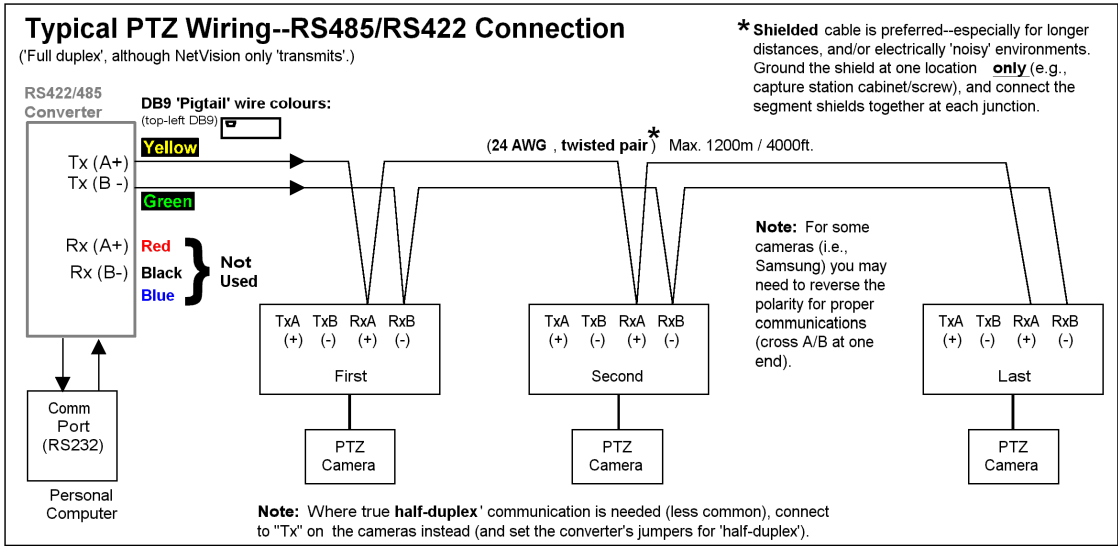 Typical PTZ Wiring--RS485/RS422 Connection
('Full duplex', although NetVision only 'transmits'.)
* Shielded cable is preferred--especially for longer
distances, and/or electrically 'noisy' environments.
Ground the shield at one location only (e.g.,
capture station cabinet/screw), and connect the
segment shields together at each junction.
RS422/485
Converter
DB9 'Pigtail' wire colours:
(top-left DB9)
Yellow
(24 AWG , twisted pair)* Max. 1200m / 4000ft.
Tx (A+)
Tx (B -)
Green
Rx (A+) Red
Rx (B-) Black
Blue
Not
Used
Note: For some
cameras (i.e.,
Samsung) you may
need to reverse the
polarity for proper
communications
(cross A/B at one
end).
TxA TxB RxA RxB
(+) (-) (+) (-)
First
TxA TxB RxA RxB
(+) (-) (+) (-)
Second
TxA TxB RxA RxB
(+) (-) (+) (-)
Last
Comm
Port
(RS232)
Personal
Computer
PTZ
Camera
PTZ
Camera
PTZ
Camera
Note: Where true half-duplex' communication is needed (less common), connect
to "Tx" on the cameras instead (and set the converter's jumpers for 'half-duplex').